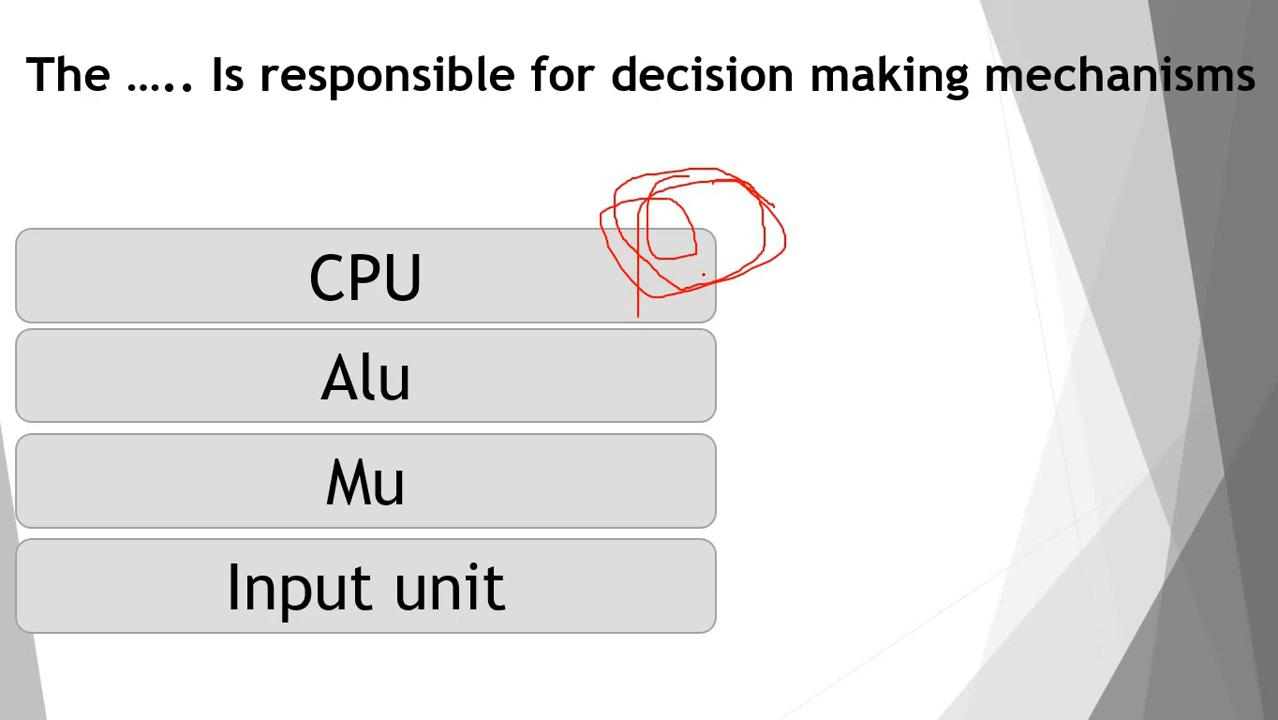 The ….. Is responsible for decision making mechanisms
CPU
Alu
Mu
Input unit